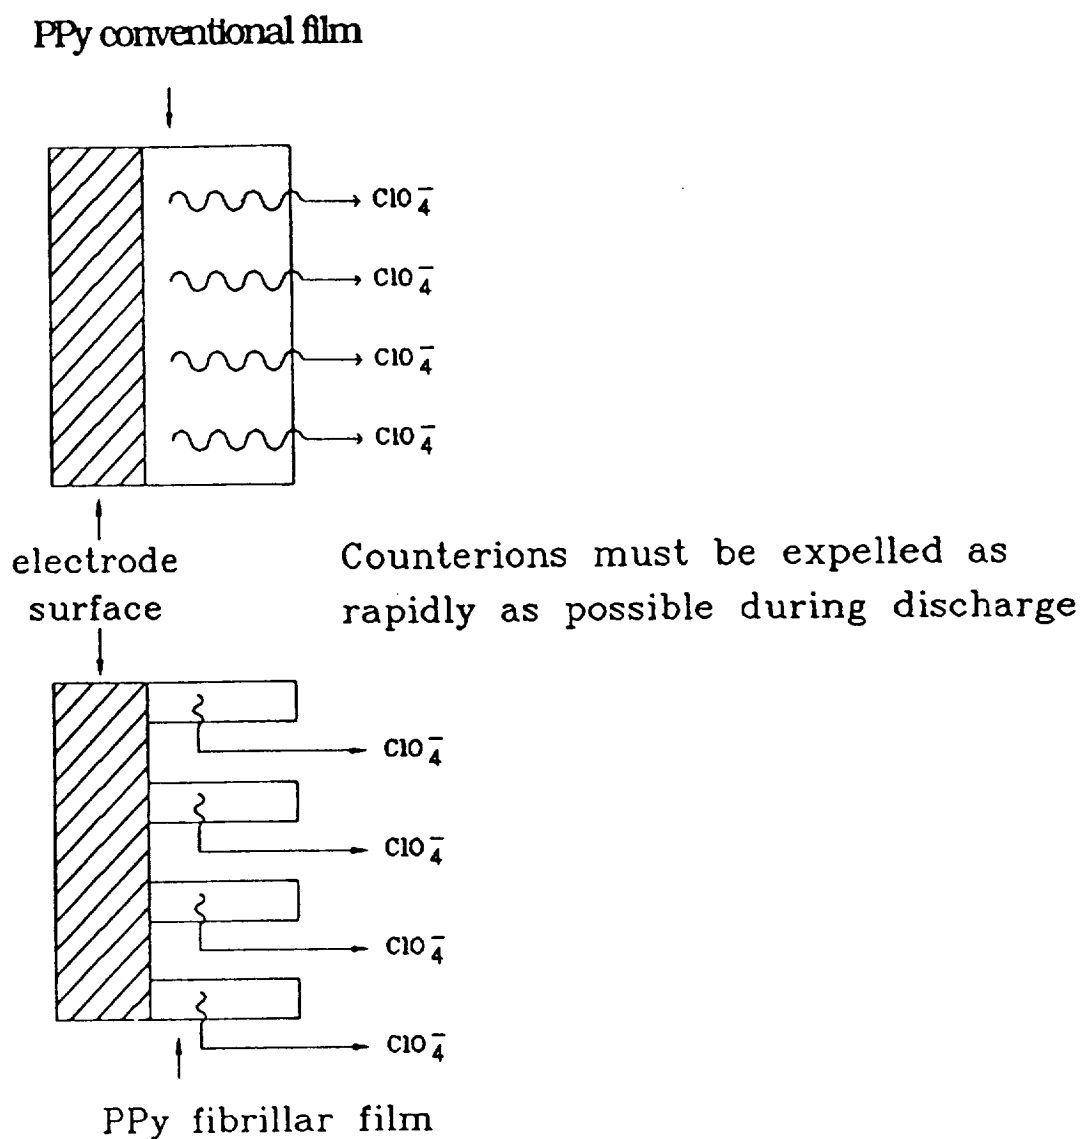 PPy conventional film
ClO₄⁻
ClO₄⁻
ClO₄⁻
ClO₄⁻
electrode
surface
Counterions must be expelled as
rapidly as possible during discharge
ClO₄⁻
ClO₄⁻
ClO₄⁻
ClO₄⁻
PPy fibrillar film